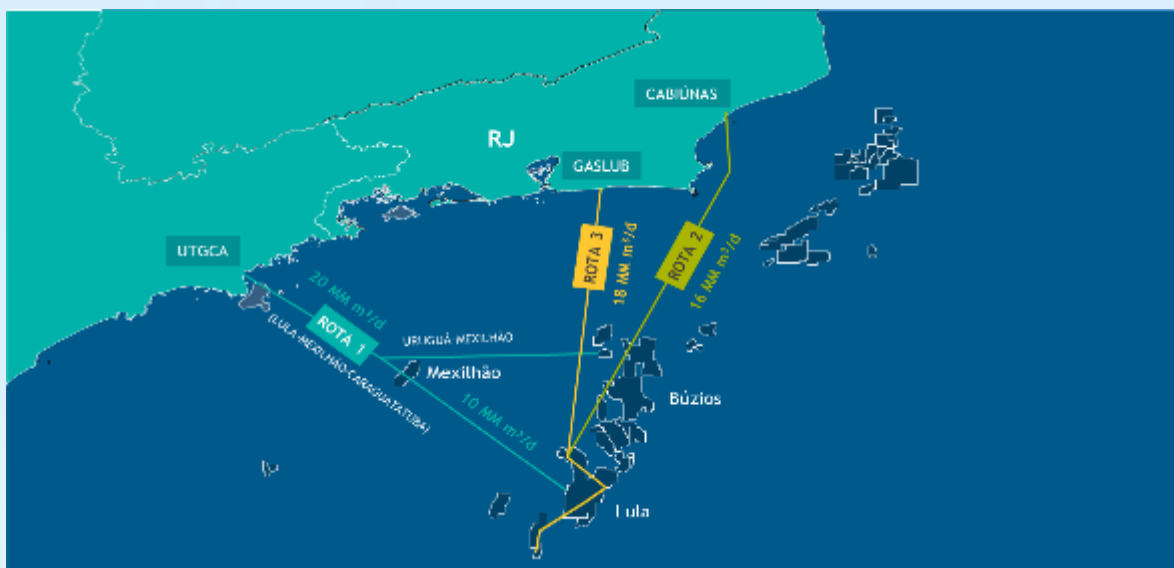 CABIÚNAS
RJ
GASLUB
UTGCA
ROTA 3
18 MM m³/d
ROTA 2
16 MM m³/d
20 MM m³/d
ROTA 1
(LULA-MEXILHÃO-CARAGUATATUBA)
URUGUÁ-MEXILHÃO
Mexilhão
10 MM m³/d
Búzios
Lula